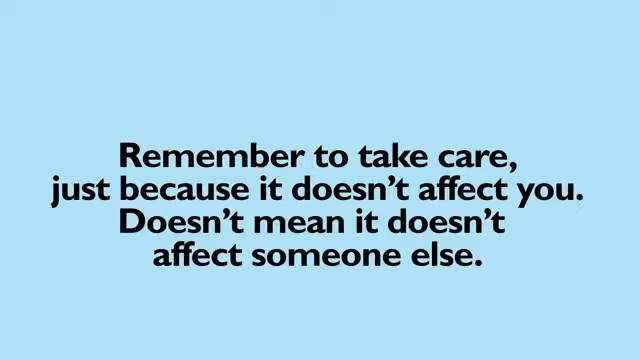 Remember to take care,
just because it doesn’t affect you.
Doesn’t mean it doesn’t
affect someone else.